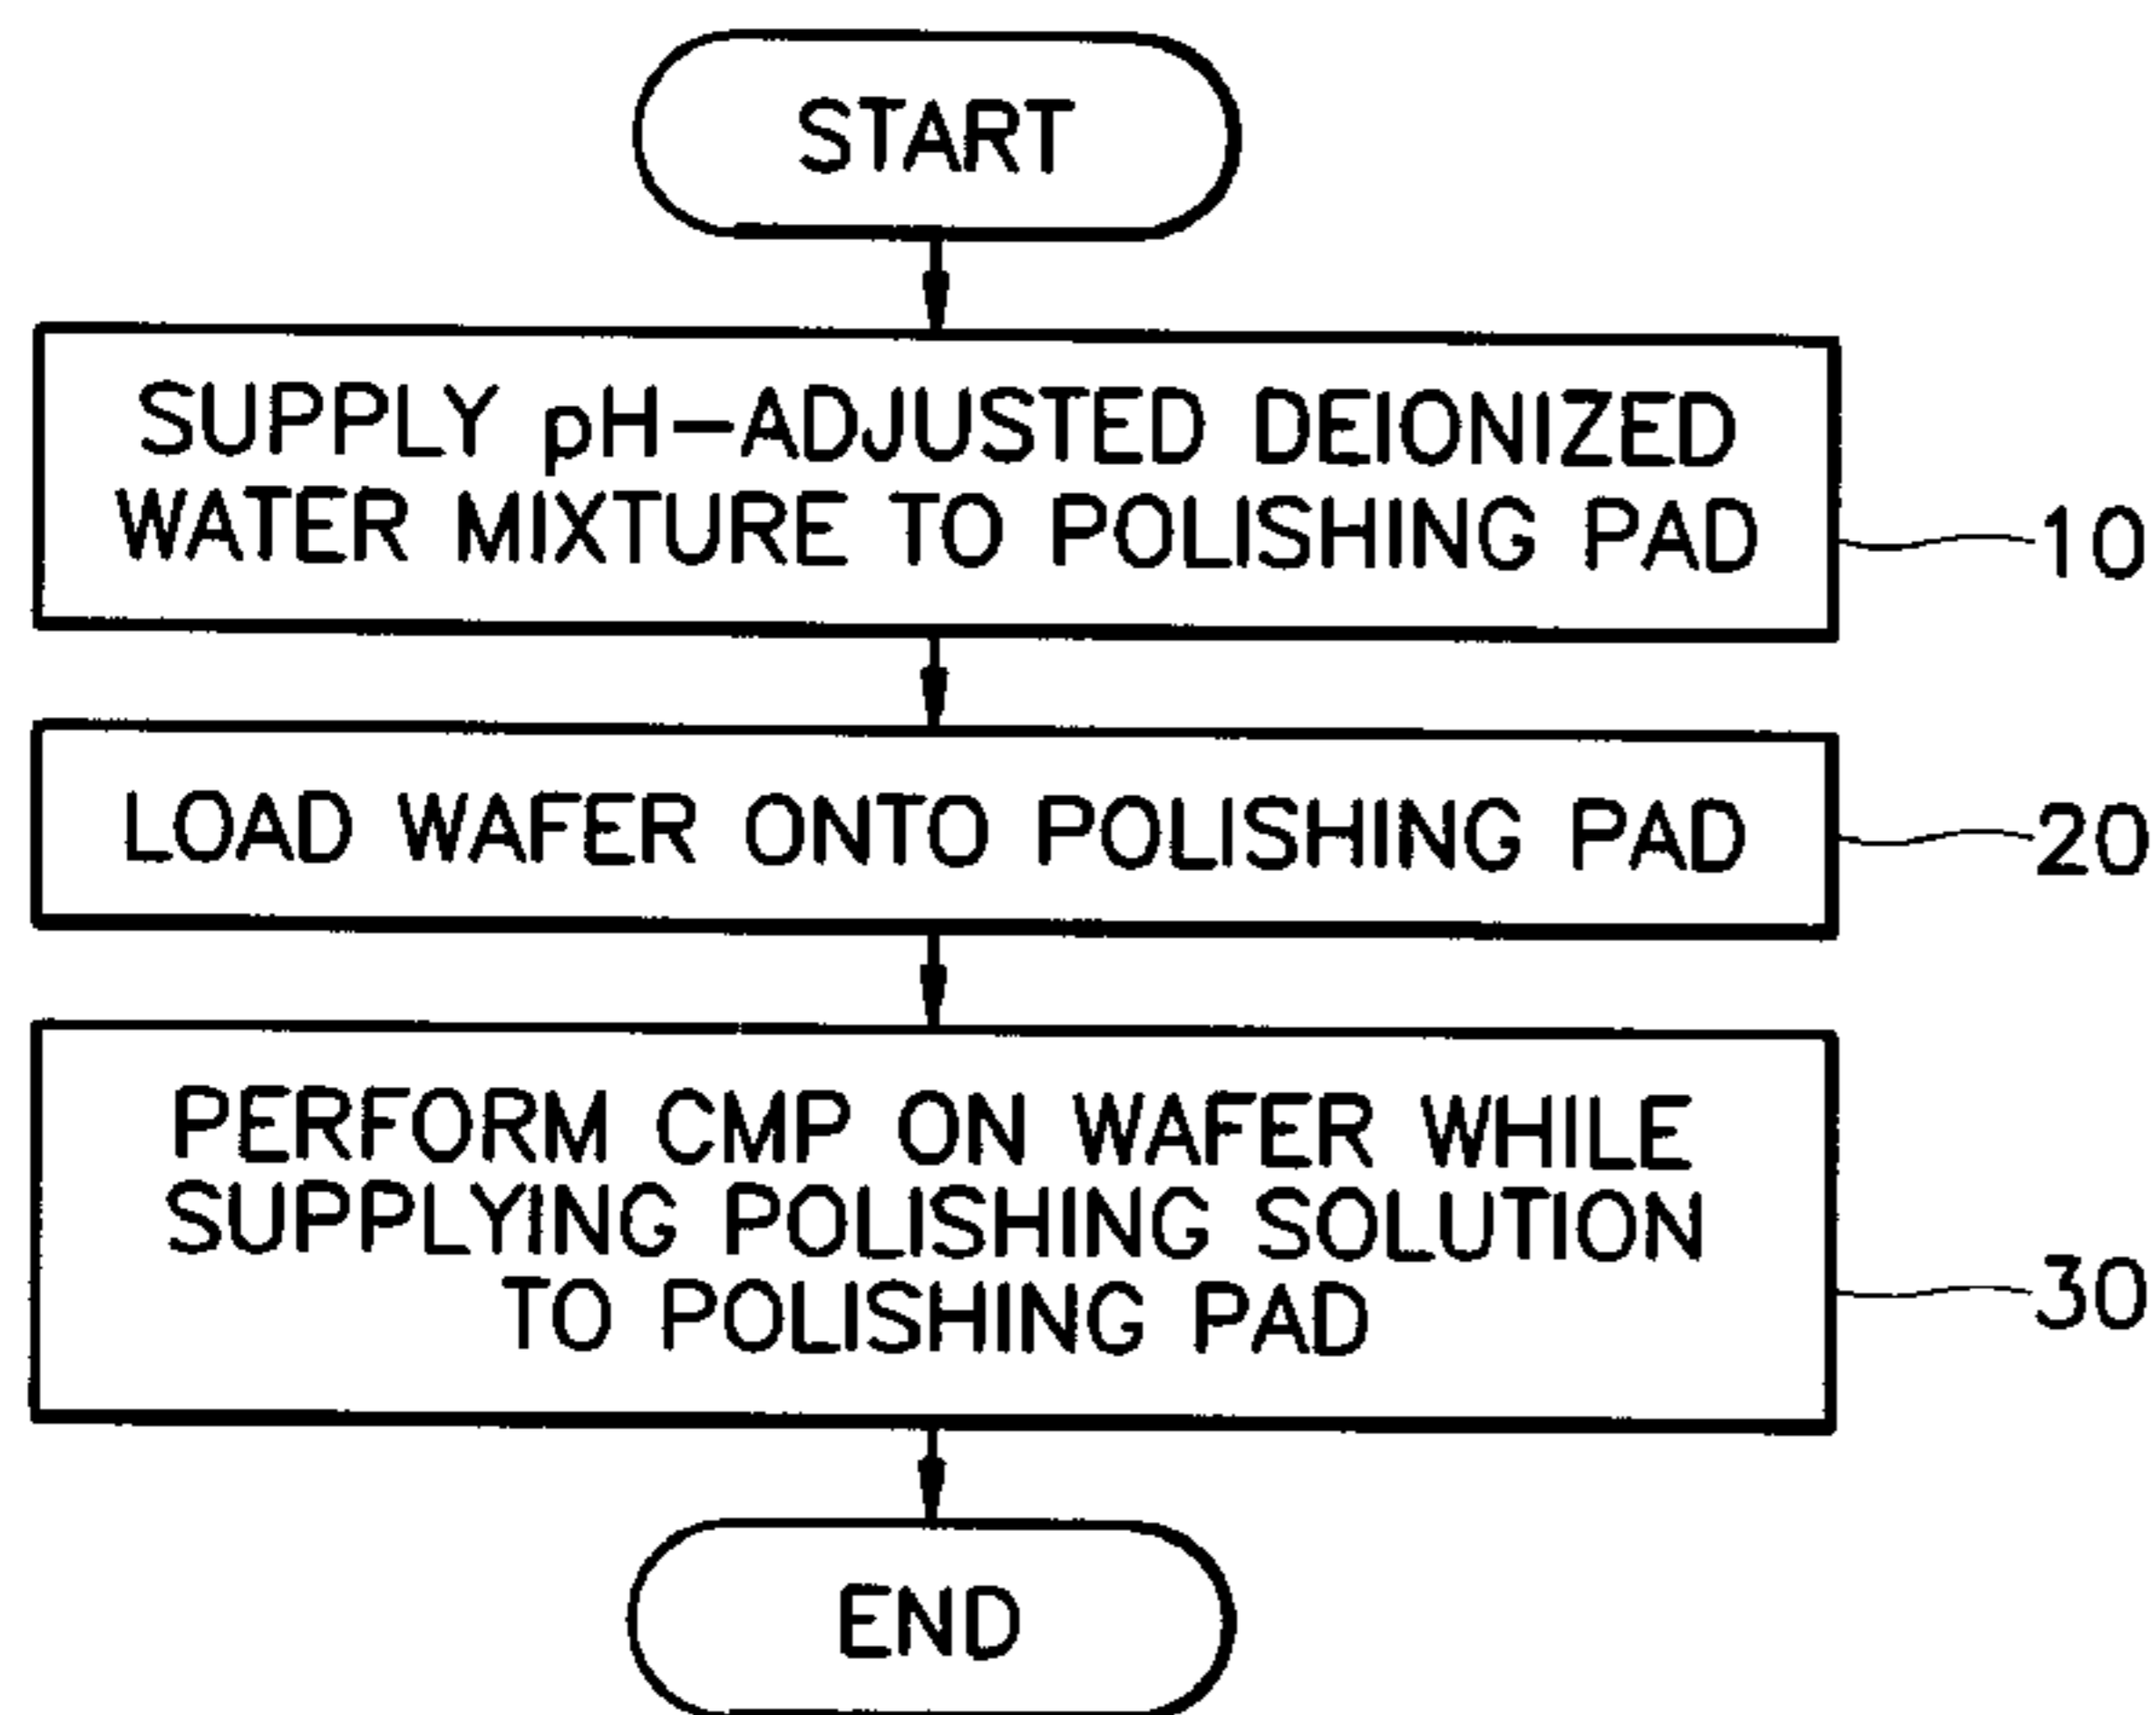 START
SUPPLY pH-ADJUSTED DEIONIZED
WATER MIXTURE TO POLISHING PAD
10
LOAD WAFER ONTO POLISHING PAD
20
PERFORM CMP ON WAFER WHILE
SUPPLYING POLISHING SOLUTION
TO POLISHING PAD
30
END